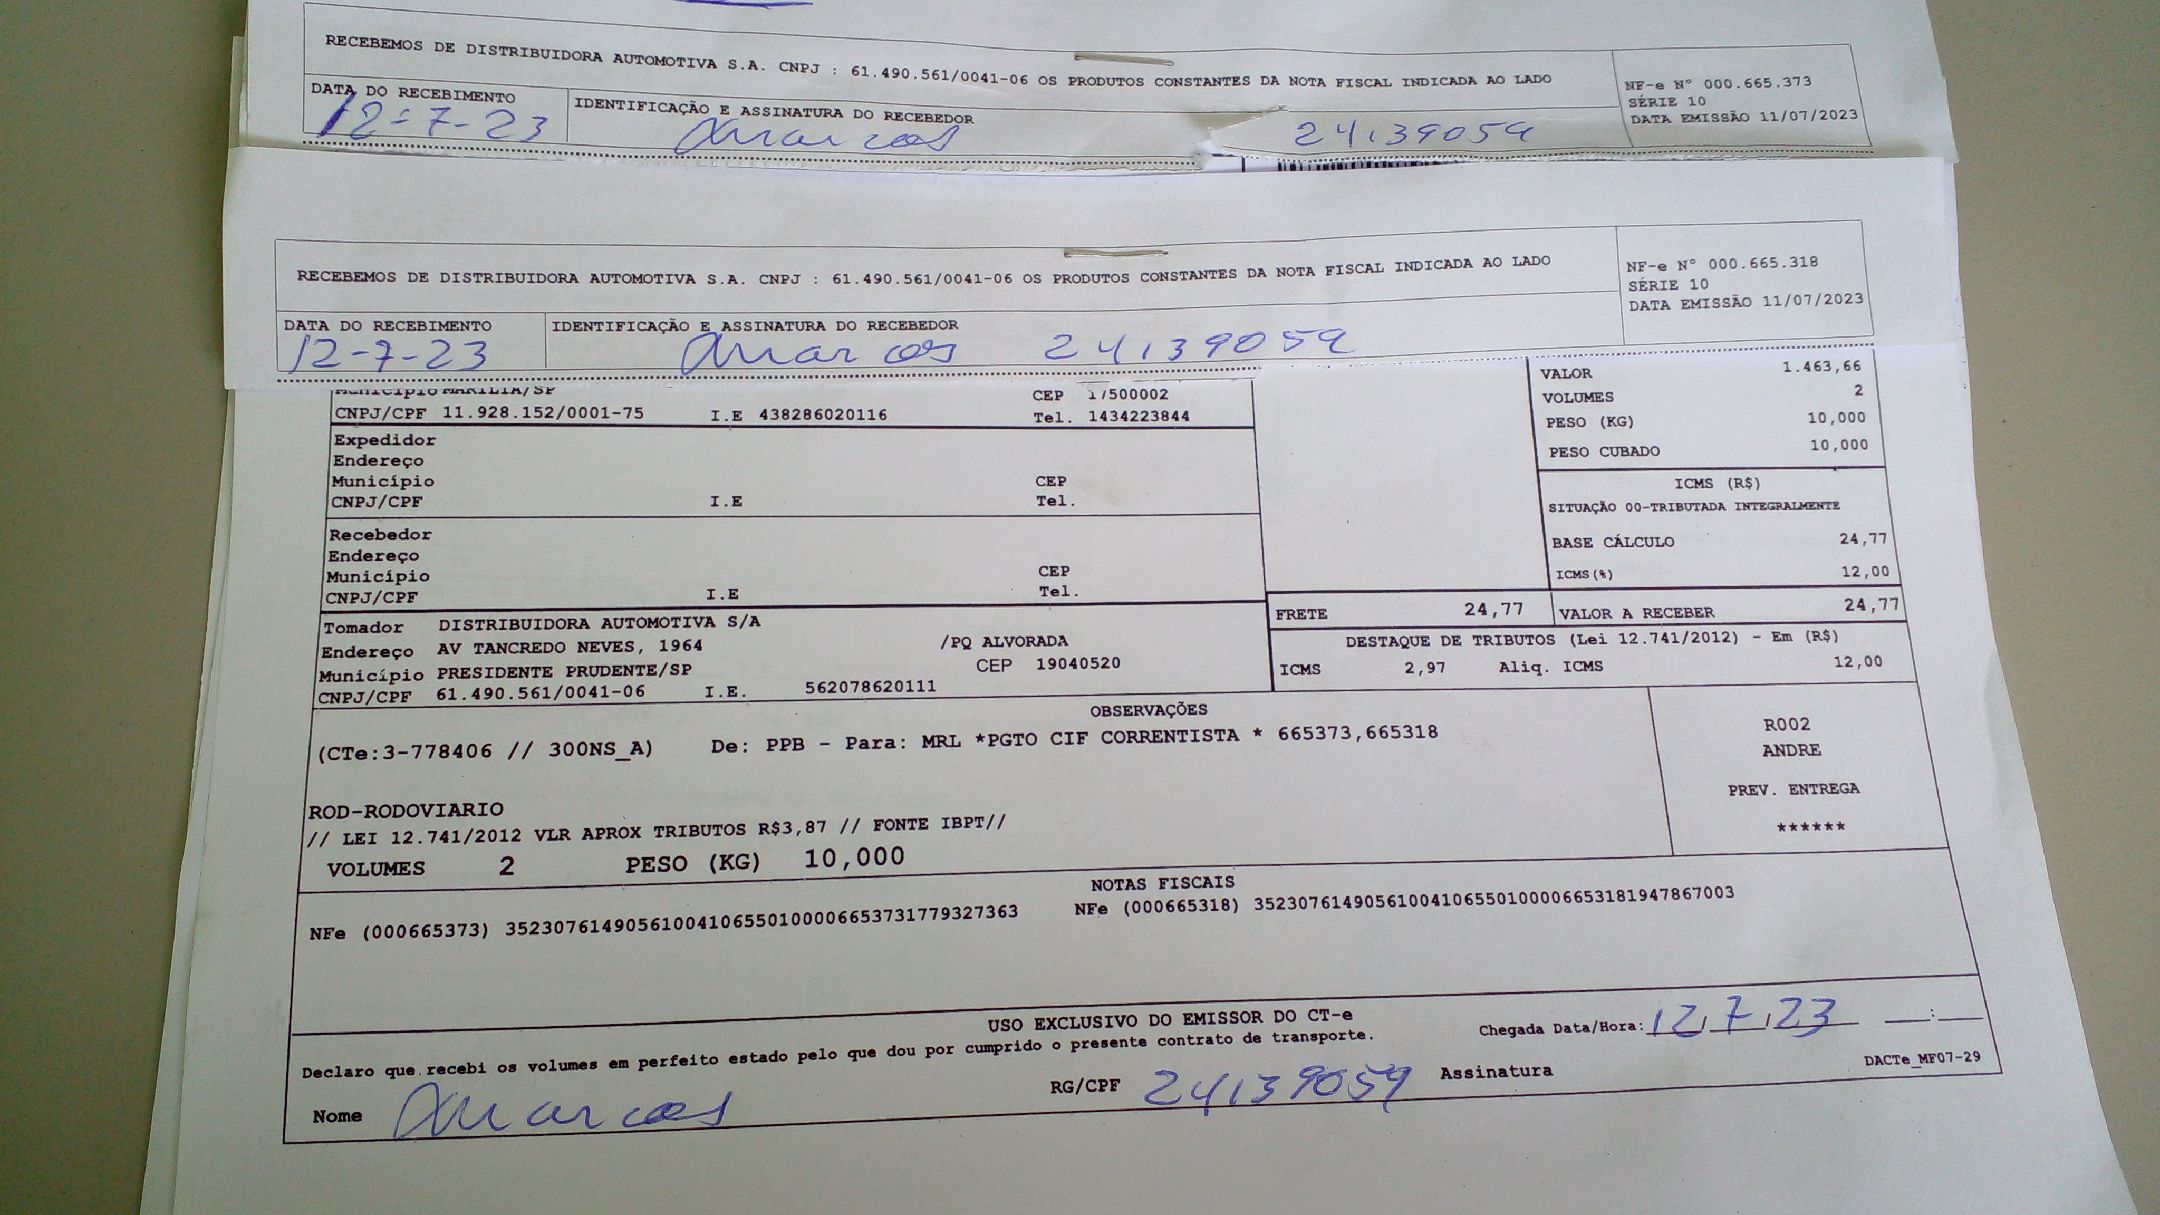 RECEBEMOS DE DISTRIBUIDORA AUTOMOTIVA S.A. CNPJ : 61.490.561/0041-06 OS PRODUTOS CONSTANTES DA NOTA FISCAL INDICADA AO LADO
NF-e N° 000.665.373
SÉRIE 10
DATA EMISSÃO 11/07/2023
DATA DO RECEBIMENTO
IDENTIFICAÇÃO E ASSINATURA DO RECEBEDOR
12-7-23 Marcos 24139059
RECEBEMOS DE DISTRIBUIDORA AUTOMOTIVA S.A. CNPJ : 61.490.561/0041-06 OS PRODUTOS CONSTANTES DA NOTA FISCAL INDICADA AO LADO
NF-e N° 000.665.318
SÉRIE 10
DATA EMISSÃO 11/07/2023
DATA DO RECEBIMENTO
IDENTIFICAÇÃO E ASSINATURA DO RECEBEDOR
12-7-23 Marcos 24139059
Município MARILIA/SP CEP 17500002
CNPJ/CPF 11.928.152/0001-75 I.E 438286020116 Tel. 1434223844
Expedidor
Endereço
Município CEP
CNPJ/CPF I.E Tel.
Recebedor
Endereço
Município CEP
CNPJ/CPF I.E Tel.
Tomador DISTRIBUIDORA AUTOMOTIVA S/A
Endereço AV TANCREDO NEVES, 1964 /PQ ALVORADA
Município PRESIDENTE PRUDENTE/SP CEP 19040520
CNPJ/CPF 61.490.561/0041-06 I.E. 562078620111
VALOR 1.463,66
VOLUMES 2
PESO (KG) 10,000
PESO CUBADO 10,000
ICMS (R$)
SITUAÇÃO 00-TRIBUTADA INTEGRALMENTE
BASE CÁLCULO 24,77
ICMS(%) 12,00
FRETE 24,77 VALOR A RECEBER 24,77
DESTAQUE DE TRIBUTOS (Lei 12.741/2012) - Em (R$)
ICMS 2,97 Aliq. ICMS 12,00
OBSERVAÇÕES
(CTe:3-778406 // 300NS_A) De: PPB - Para: MRL *PGTO CIF CORRENTISTA * 665373,665318
ROD-RODOVIARIO
// LEI 12.741/2012 VLR APROX TRIBUTOS R$3,87 // FONTE IBPT//
VOLUMES 2 PESO (KG) 10,000
R002
ANDRE
PREV. ENTREGA
******
NOTAS FISCAIS
NFe (000665373) 35230761490561004106550100006653731779327363 NFe (000665318) 35230761490561004106550100006653181947867003
USO EXCLUSIVO DO EMISSOR DO CT-e
Declaro que recebi os volumes em perfeito estado pelo que dou por cumprido o presente contrato de transporte.
Chegada Data/Hora: 12/7/23 __:__
Nome Marcos RG/CPF 24139059 Assinatura
DACTe_MF07-29